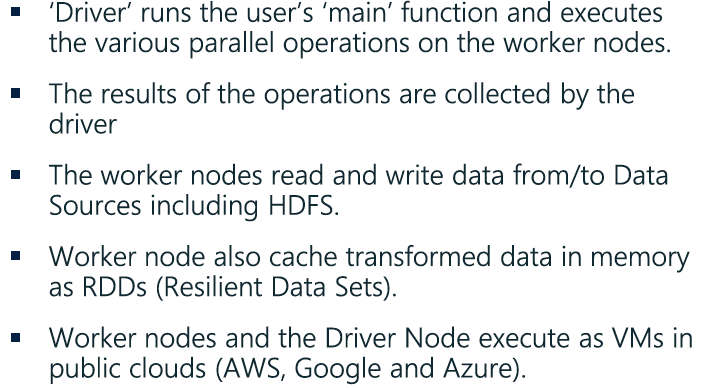 ▪ ‘Driver’ runs the user’s ‘main’ function and executes
the various parallel operations on the worker nodes.
▪ The results of the operations are collected by the
driver
▪ The worker nodes read and write data from/to Data
Sources including HDFS.
▪ Worker node also cache transformed data in memory
as RDDs (Resilient Data Sets).
▪ Worker nodes and the Driver Node execute as VMs in
public clouds (AWS, Google and Azure).